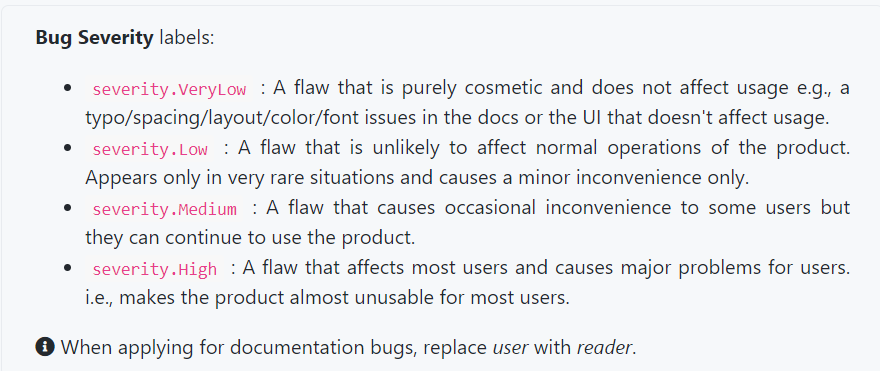 Bug Severity labels:
severity.VeryLow : A flaw that is purely cosmetic and does not affect usage e.g., a
typo/spacing/layout/color/font issues in the docs or the UI that doesn't affect usage.
severity.Low : A flaw that is unlikely to affect normal operations of the product.
Appears only in very rare situations and causes a minor inconvenience only.
severity.Medium : A flaw that causes occasional inconvenience to some users but
they can continue to use the product.
severity.High : A flaw that affects most users and causes major problems for users.
i.e., makes the product almost unusable for most users.
When applying for documentation bugs, replace user with reader.